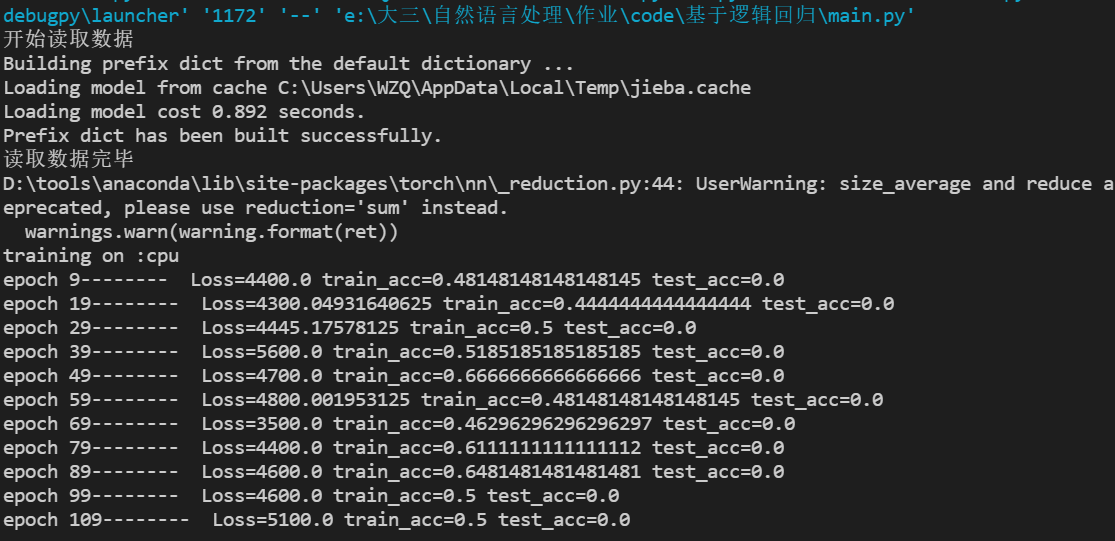 debugpy\launcher' '1172' '--' 'e:\大三\自然语言处理\作业\code\基于逻辑回归\main.py'
开始读取数据
Building prefix dict from the default dictionary ...
Loading model from cache C:\Users\WZQ\AppData\Local\Temp\jieba.cache
Loading model cost 0.892 seconds.
Prefix dict has been built successfully.
读取数据完毕
D:\tools\anaconda\lib\site-packages\torch\nn\_reduction.py:44: UserWarning: size_average and reduce a
eprecated, please use reduction='sum' instead.
  warnings.warn(warning.format(ret))
training on :cpu
epoch 9--------  Loss=4400.0 train_acc=0.48148148148148145 test_acc=0.0
epoch 19--------  Loss=4300.04931640625 train_acc=0.4444444444444444 test_acc=0.0
epoch 29--------  Loss=4445.17578125 train_acc=0.5 test_acc=0.0
epoch 39--------  Loss=5600.0 train_acc=0.5185185185185185 test_acc=0.0
epoch 49--------  Loss=4700.0 train_acc=0.6666666666666666 test_acc=0.0
epoch 59--------  Loss=4800.001953125 train_acc=0.48148148148148145 test_acc=0.0
epoch 69--------  Loss=3500.0 train_acc=0.46296296296296297 test_acc=0.0
epoch 79--------  Loss=4400.0 train_acc=0.6111111111111112 test_acc=0.0
epoch 89--------  Loss=4600.0 train_acc=0.6481481481481481 test_acc=0.0
epoch 99--------  Loss=4600.0 train_acc=0.5 test_acc=0.0
epoch 109--------  Loss=5100.0 train_acc=0.5 test_acc=0.0